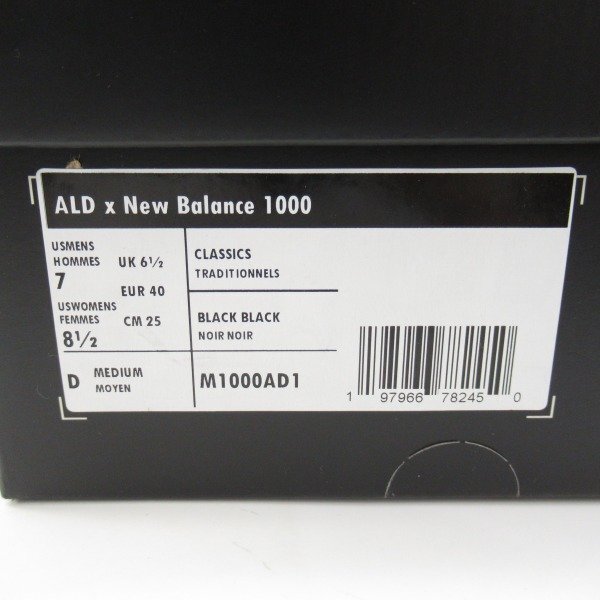 ALD x New Balance 1000
USMENS
HOMMES
7
UK 6½
EUR 40
USWOMENS
FEMMES
8½
CM 25
CLASSICS
TRADITIONNELS
BLACK BLACK
NOIR NOIR
D
MEDIUM
MOYEN
M1000AD1
1 97966 78245 0